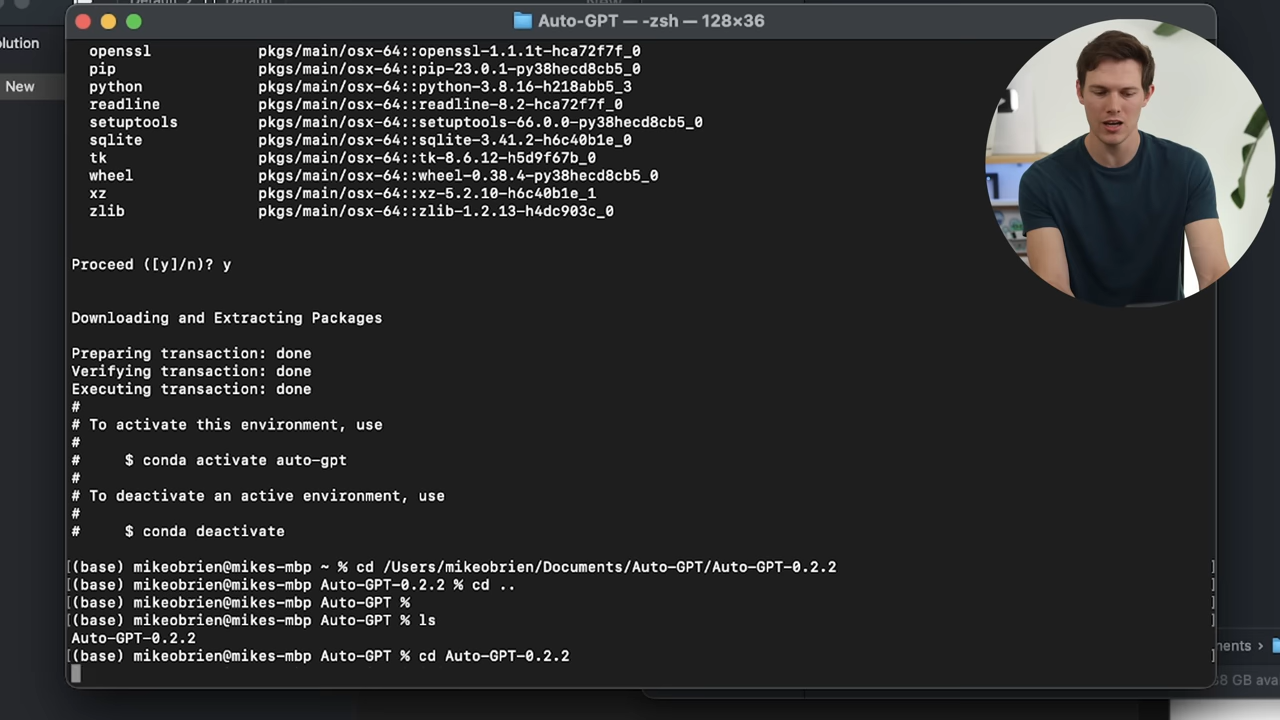 Auto-GPT — -zsh — 128×36
olution
New
openssl pkgs/main/osx-64::openssl-1.1.1t-hca72f7f_0
pip pkgs/main/osx-64::pip-23.0.1-py38hecd8cb5_0
python pkgs/main/osx-64::python-3.8.16-h218abb5_3
readline pkgs/main/osx-64::readline-8.2-hca72f7f_0
setuptools pkgs/main/osx-64::setuptools-66.0.0-py38hecd8cb5_0
sqlite pkgs/main/osx-64::sqlite-3.41.2-h6c40b1e_0
tk pkgs/main/osx-64::tk-8.6.12-h5d9f67b_0
wheel pkgs/main/osx-64::wheel-0.38.4-py38hecd8cb5_0
xz pkgs/main/osx-64::xz-5.2.10-h6c40b1e_1
zlib pkgs/main/osx-64::zlib-1.2.13-h4dc903c_0
Proceed ([y]/n)? y
Downloading and Extracting Packages
Preparing transaction: done
Verifying transaction: done
Executing transaction: done
#
# To activate this environment, use
#
# $ conda activate auto-gpt
#
# To deactivate an active environment, use
#
# $ conda deactivate
[(base) mikeobrien@mikes-mbp ~ % cd /Users/mikeobrien/Documents/Auto-GPT/Auto-GPT-0.2.2 ]
[(base) mikeobrien@mikes-mbp Auto-GPT-0.2.2 % cd .. ]
[(base) mikeobrien@mikes-mbp Auto-GPT % ]
[(base) mikeobrien@mikes-mbp Auto-GPT % ls ]
Auto-GPT-0.2.2
[(base) mikeobrien@mikes-mbp Auto-GPT % cd Auto-GPT-0.2.2 ]
ments ›
8 GB avai